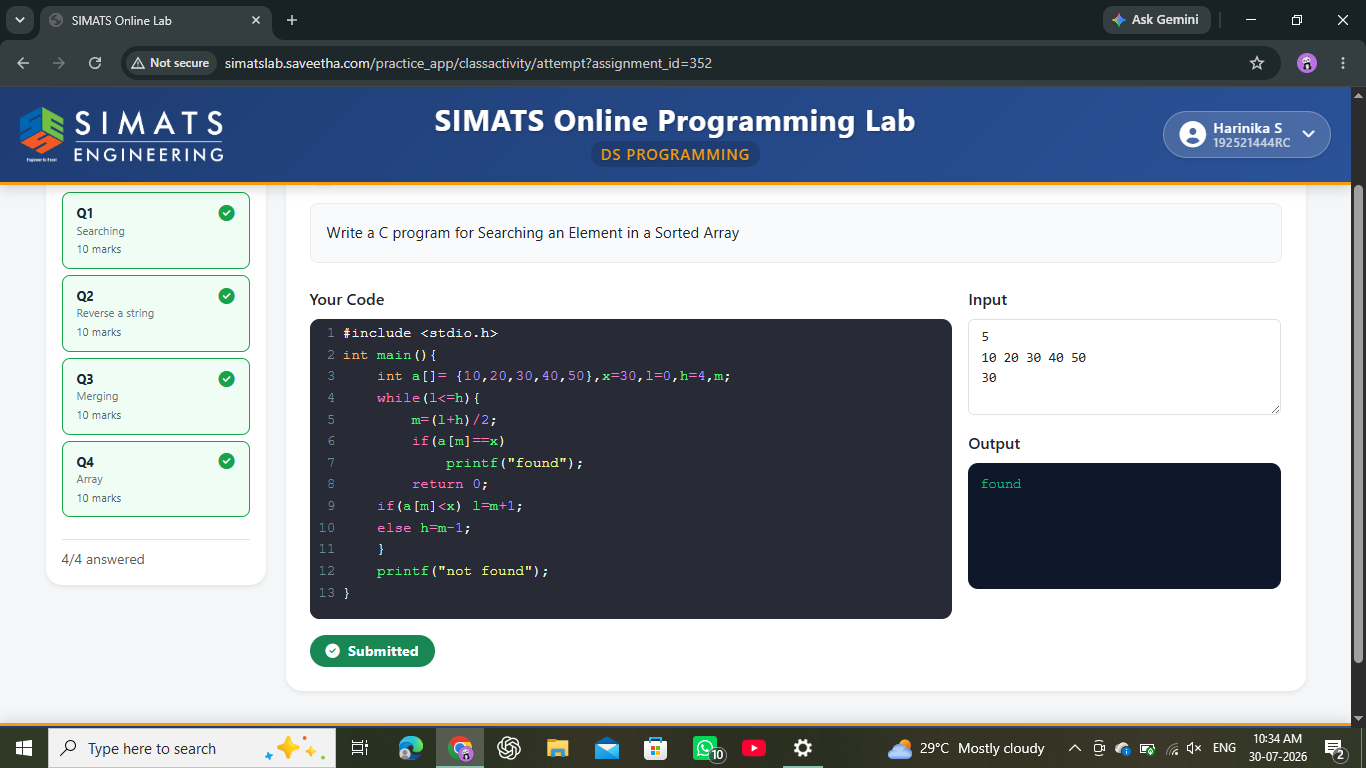 SIMATS Online Lab
Ask Gemini
Not secure
simatslab.saveetha.com/practice_app/classactivity/attempt?assignment_id=352
SIMATS
ENGINEERING
Engineer to Excel
SIMATS Online Programming Lab
DS PROGRAMMING
Harinika S
192521444RC
Q1
Searching
10 marks
Q2
Reverse a string
10 marks
Q3
Merging
10 marks
Q4
Array
10 marks
4/4 answered
Write a C program for Searching an Element in a Sorted Array
Your Code
1 #include <stdio.h>
2 int main(){
3     int a[]= {10,20,30,40,50},x=30,l=0,h=4,m;
4     while(l<=h){
5         m=(l+h)/2;
6         if(a[m]==x)
7             printf("found");
8         return 0;
9     if(a[m]<x) l=m+1;
10     else h=m-1;
11     }
12     printf("not found");
13 }
Submitted
Input
5
10 20 30 40 50
30
Output
found
Type here to search
10
29°C Mostly cloudy
ENG
10:34 AM
30-07-2026
2